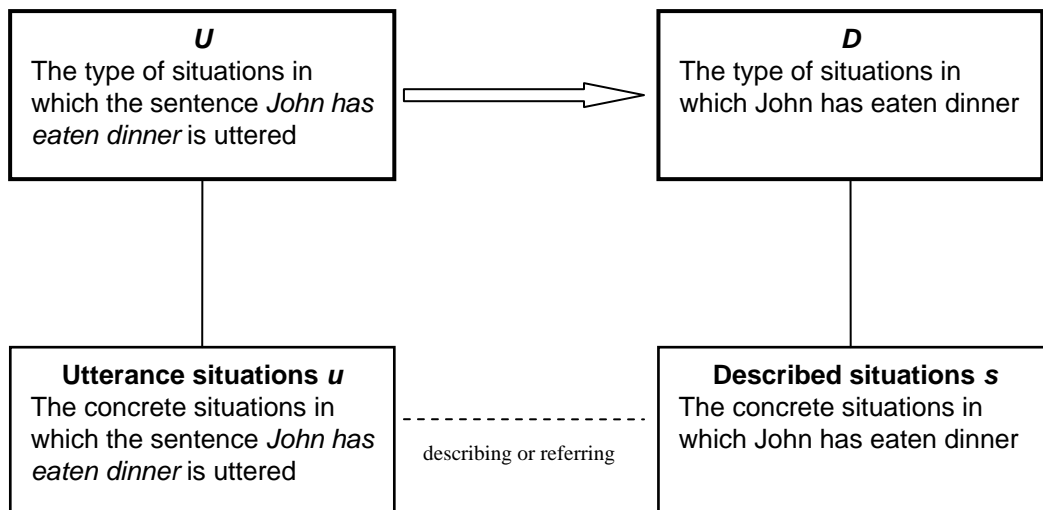 U
The type of situations in
which the sentence John has
eaten dinner is uttered
D
The type of situations in
which John has eaten dinner
Utterance situations u
The concrete situations in
which the sentence John has
eaten dinner is uttered
describing or referring
Described situations s
The concrete situations in
which John has eaten dinner